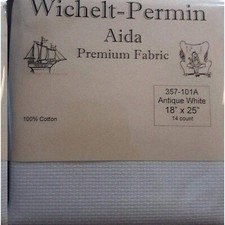 Wichelt-Permin
Aida
Premium Fabric
357-101A
Antique White
18" x 25"
14 count
100% Cotton